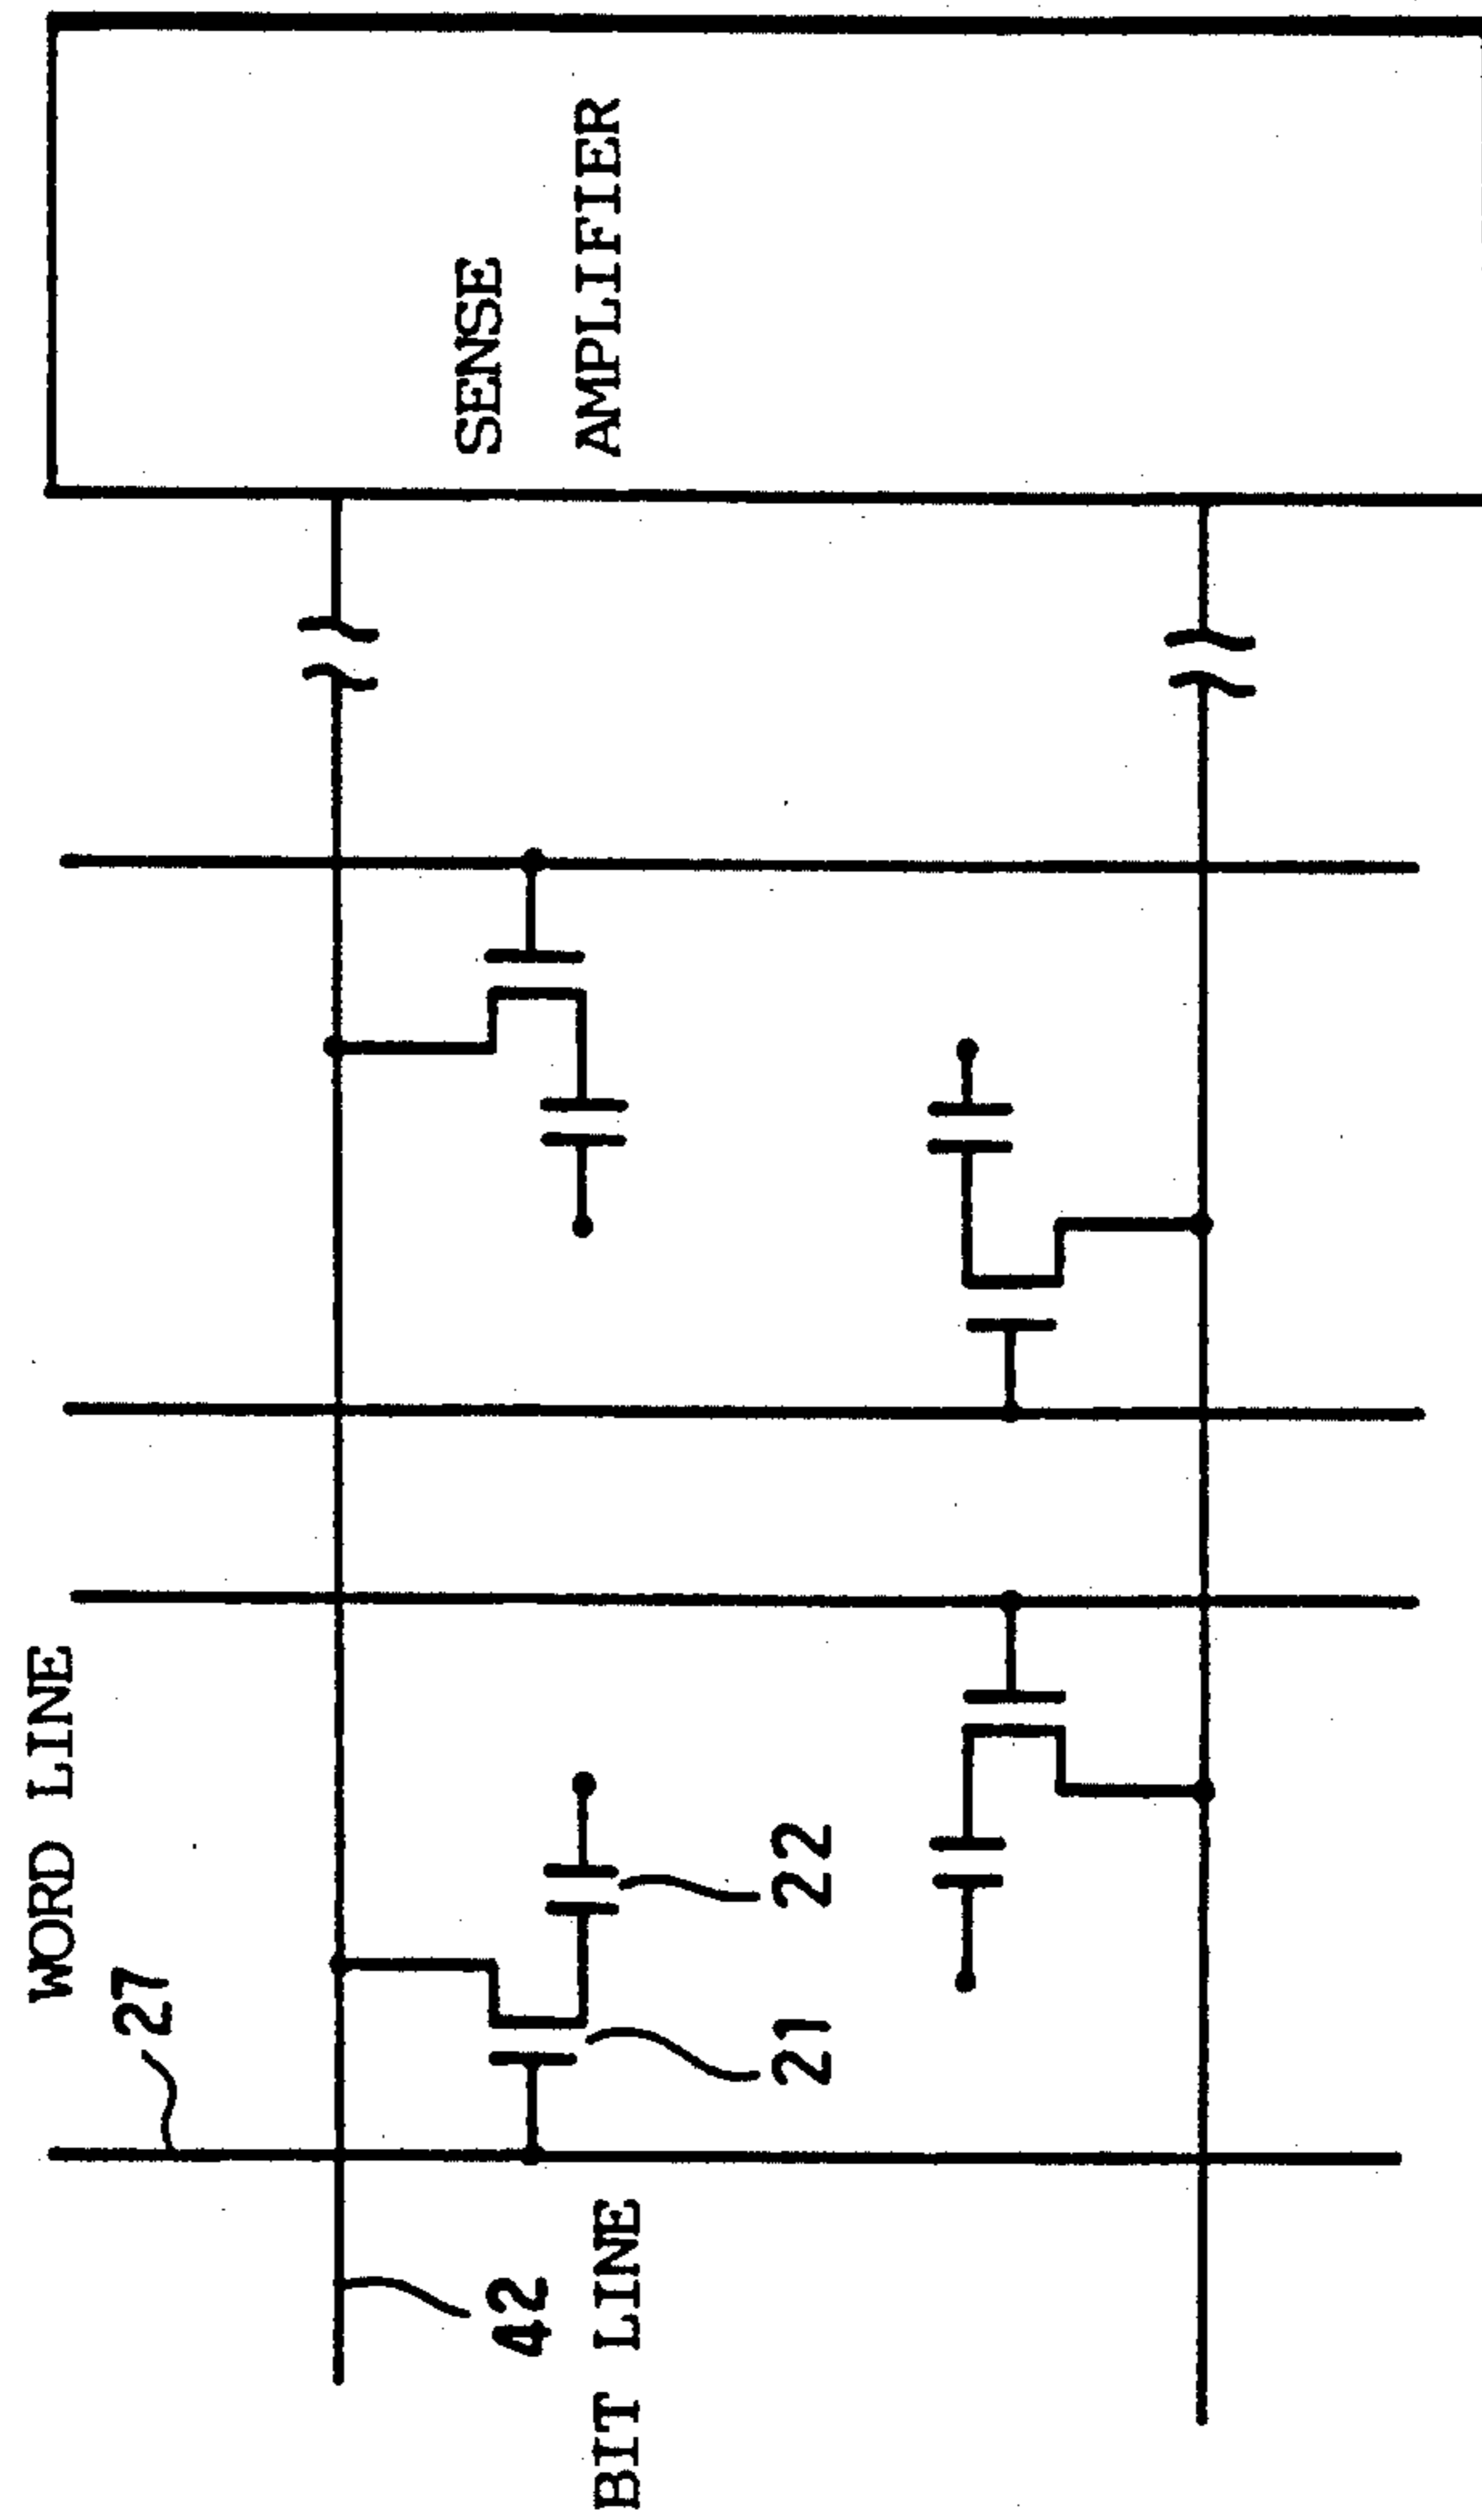 WORD LINE
27
SENSE
AMPLIFIER
22
21
42
BIT LINE